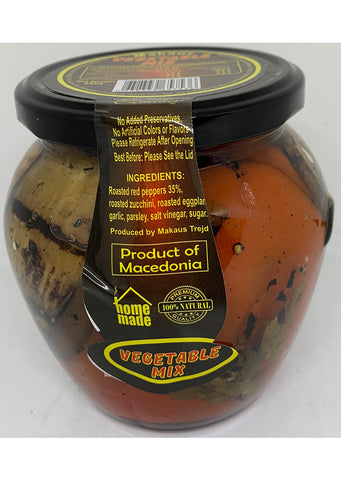 No Added Preservatives.
No Artificial Colors or Flavors
Please Refrigerate After Opening
Best Before: Please See the Lid
INGREDIENTS:
Roasted red peppers 35%,
roasted zucchini, roasted eggplar
garlic, parsley, salt vinegar, sugar.
Produced by Makaus Trejd
Product of
Macedonia
home
made
PREMIUM
100% NATURAL
QUALITY
VEGETABLE
MIX